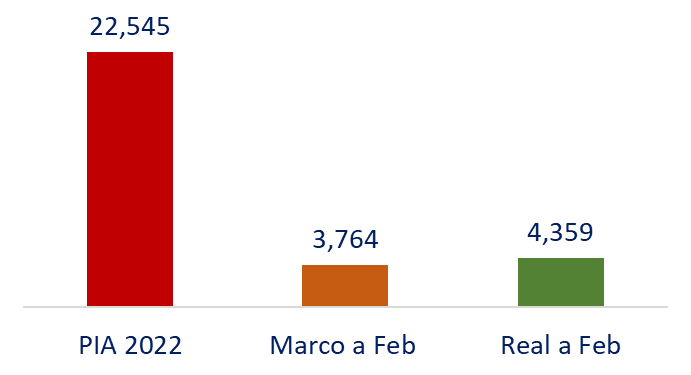 22,545
3,764
4,359
PIA 2022
Marco a Feb
Real a Feb